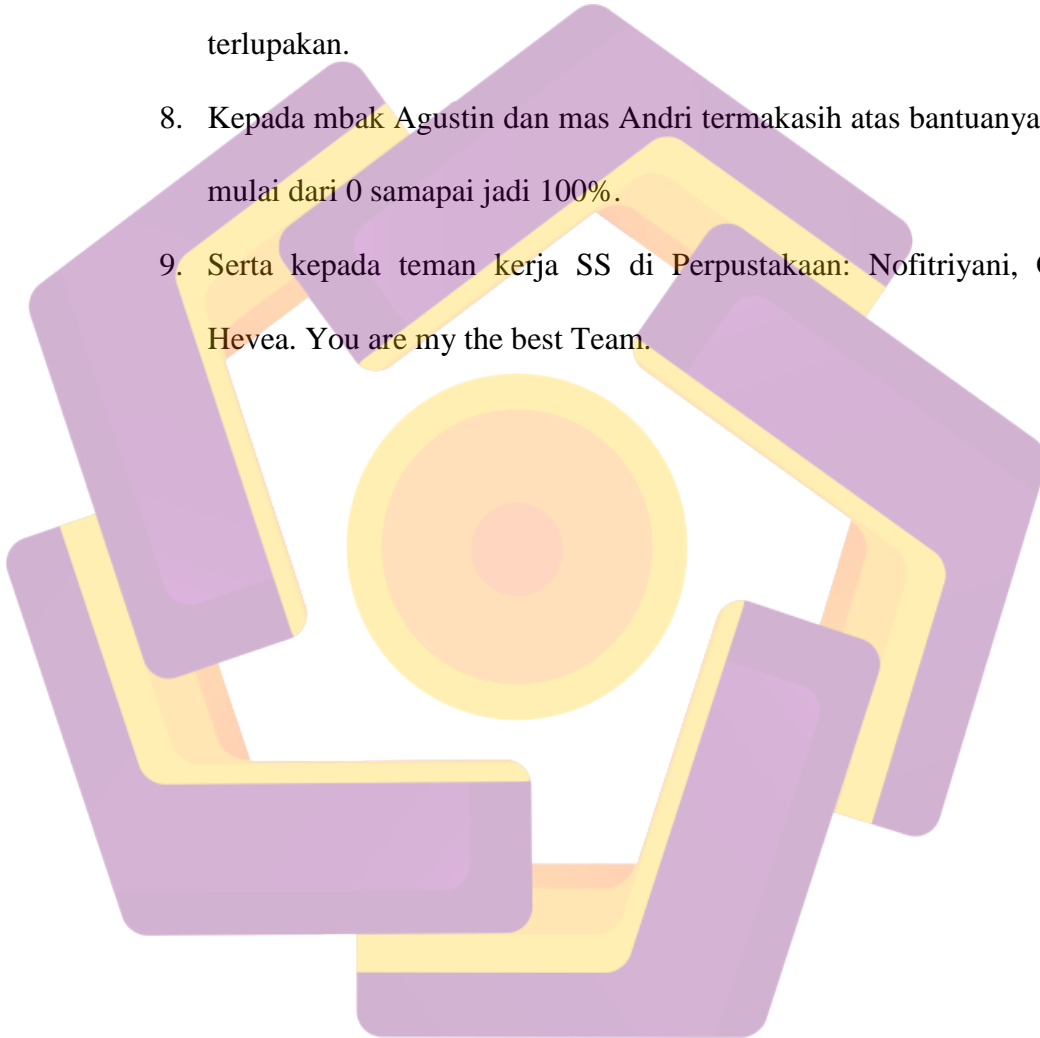 terlupakan.
8. Kepada mbak Agustin dan mas Andri termakasih atas bantuanya
mulai dari 0 samapai jadi 100%.
9. Serta kepada teman kerja SS di Perpustakaan: Nofitriyani,
Hevea. You are my the best Team.